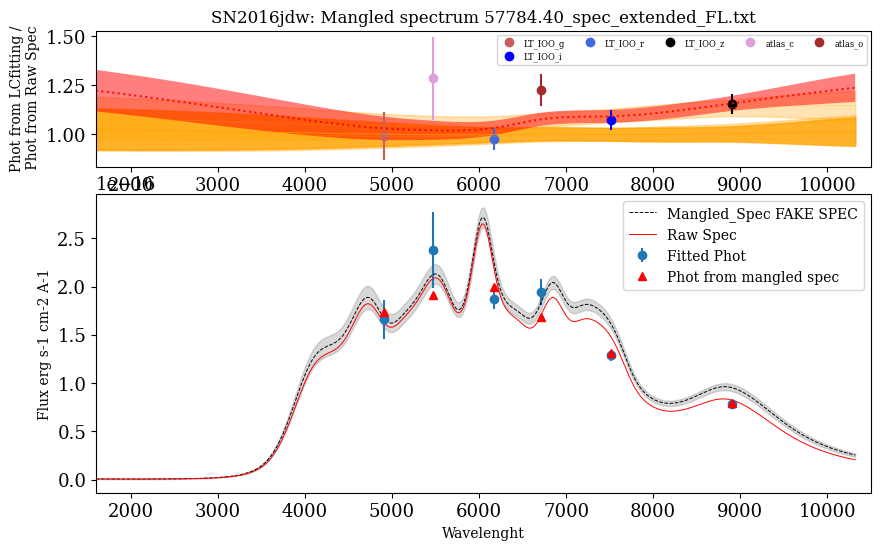 SN2016jdw: Mangled spectrum 57784.40_spec_extended_FL.txt
Phot from LCfitting /
Phot from Raw Spec
1.50
1.25
1.00
LT_IOO_g
LT_IOO_i
LT_IOO_r
LT_IOO_z
atlas_c
atlas_o
2000 3000 4000 5000 6000 7000 8000 9000 10000
1e−16
Flux erg s-1 cm-2 A-1
2.5
2.0
1.5
1.0
0.5
0.0
Mangled_Spec FAKE SPEC
Raw Spec
Fitted Phot
Phot from mangled spec
2000 3000 4000 5000 6000 7000 8000 9000 10000
Wavelenght